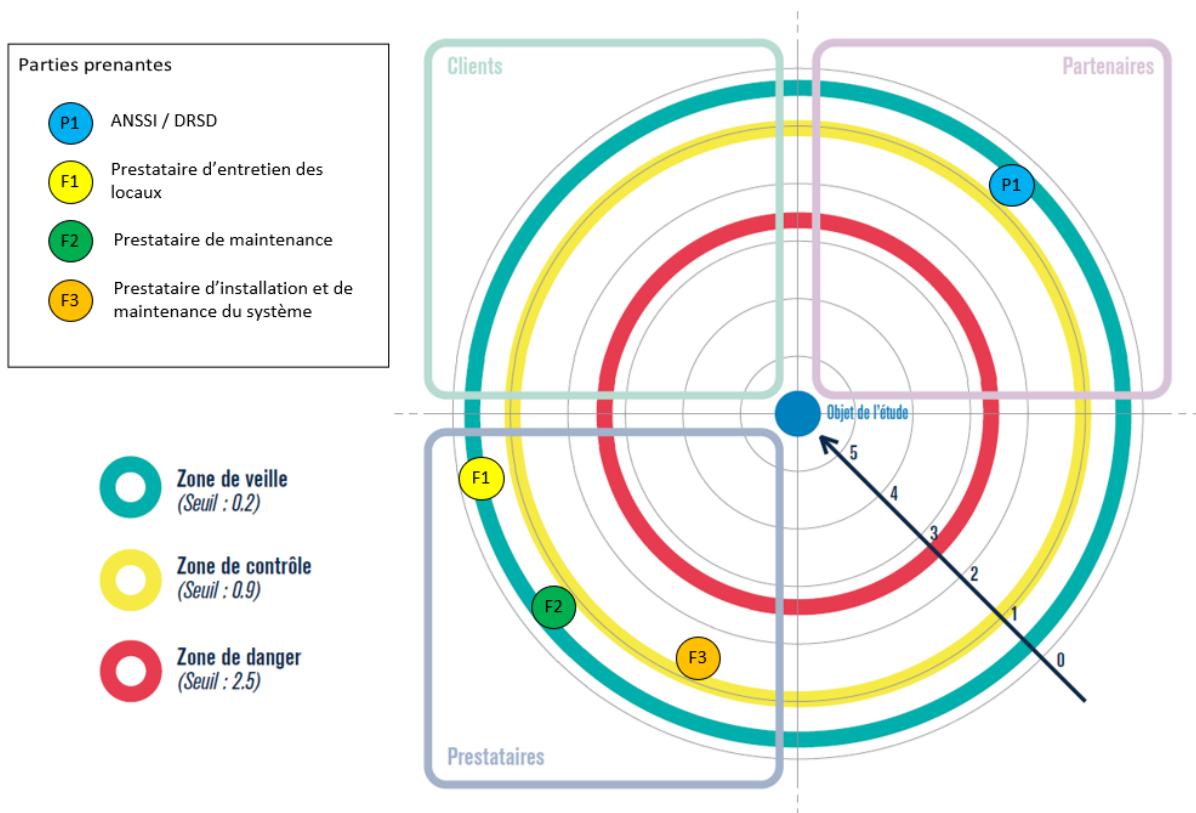 Parties prenantes
P1 ANSSI / DRSD
F1 Prestataire d'entretien des
locaux
F2 Prestataire de maintenance
F3 Prestataire d'installation et de
maintenance du système
Zone de veille
(Seuil : 0.2)
Zone de contrôle
(Seuil : 0.9)
Zone de danger
(Seuil : 2.5)
Clients
Partenaires
P1
Objet de l'étude
5
4
3
2
1
0
F1
F2
F3
Prestataires